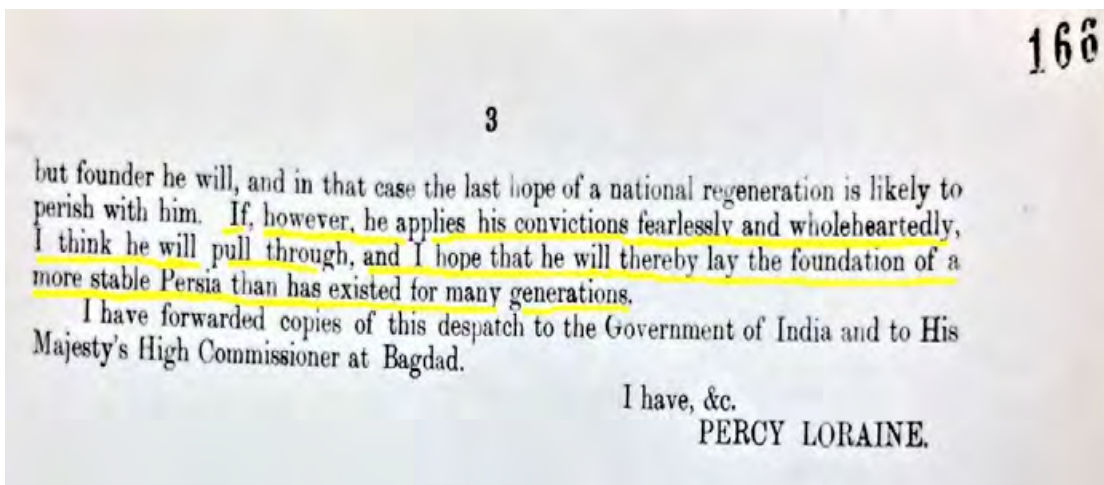 166
3
but founder he will, and in that case the last hope of a national regeneration is likely to
perish with him. If, however, he applies his convictions fearlessly and wholeheartedly,
I think he will pull through, and I hope that he will thereby lay the foundation of a
more stable Persia than has existed for many generations.
I have forwarded copies of this despatch to the Government of India and to His
Majesty's High Commissioner at Bagdad.
I have, &c.
PERCY LORAINE.